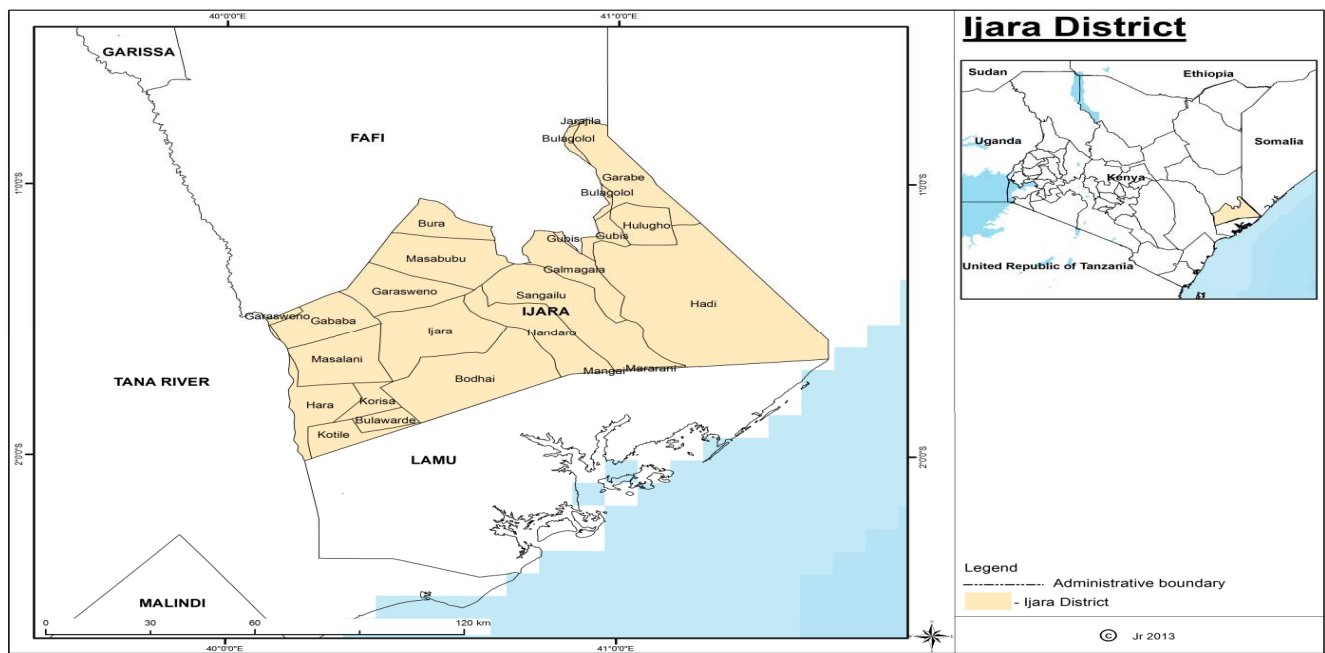 40°0'0"E
41°0'0"E
GARISSA
FAFI
Jarajila
Bulagolol
1°0'0"S
1°0'0"S
Garabe
Bulagolol
Bura
Hulugho
Gubis
Gubis
Masabubu
Galmagala
Garasweno
Sangailu
Hadi
Garasweno
Gababa
IJARA
Ijara
Handaro
Masalani
Mangai
Mararani
TANA RIVER
Bodhai
Hara
Korisa
Bulawarde
Kotile
2°0'0"S
2°0'0"S
LAMU
MALINDI
0
30
60
120 km
40°0'0"E
41°0'0"E
Ijara District
Sudan
Ethiopia
Uganda
Somalia
Kenya
United Republic of Tanzania
Legend
Administrative boundary
- Ijara District
© Jr 2013